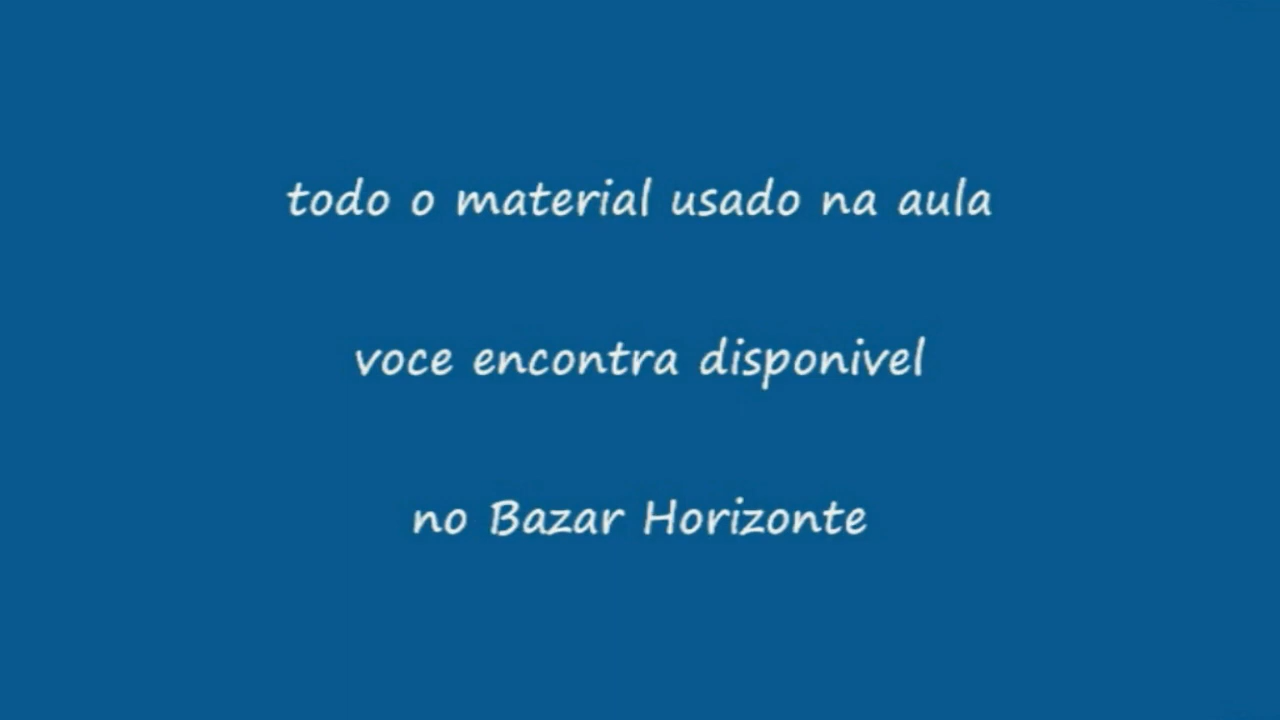 todo o material usado na aula
voce encontra disponivel
no Bazar Horizonte